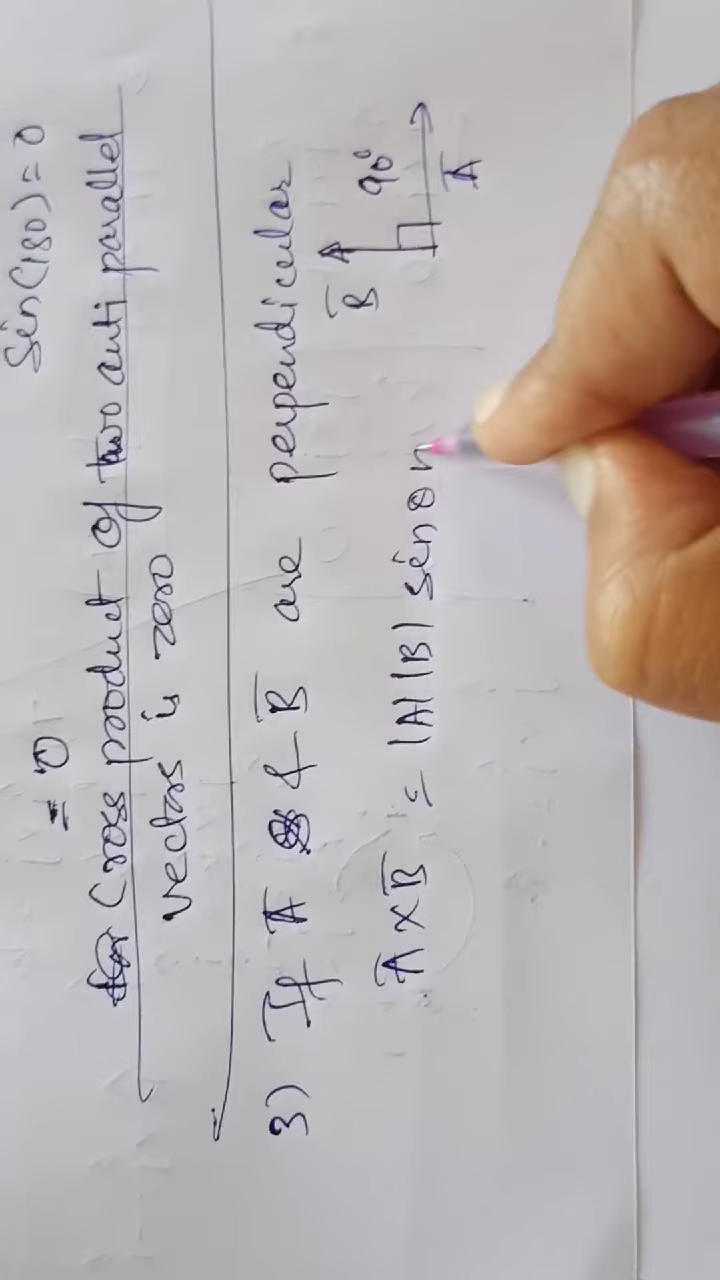 Sin(180) = 0
= 0
Cross product of two anti parallel
vectors is zero
3) If A̅ & B̅ are perpendicular
B̅ 90°
A̅
A̅ × B̅ = |A| |B| sin θ n